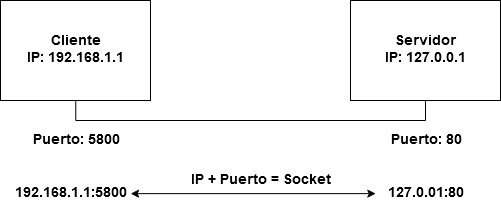 Cliente
IP: 192.168.1.1
Servidor
IP: 127.0.0.1
Puerto: 5800
Puerto: 80
IP + Puerto = Socket
192.168.1.1:5800
127.0.01:80